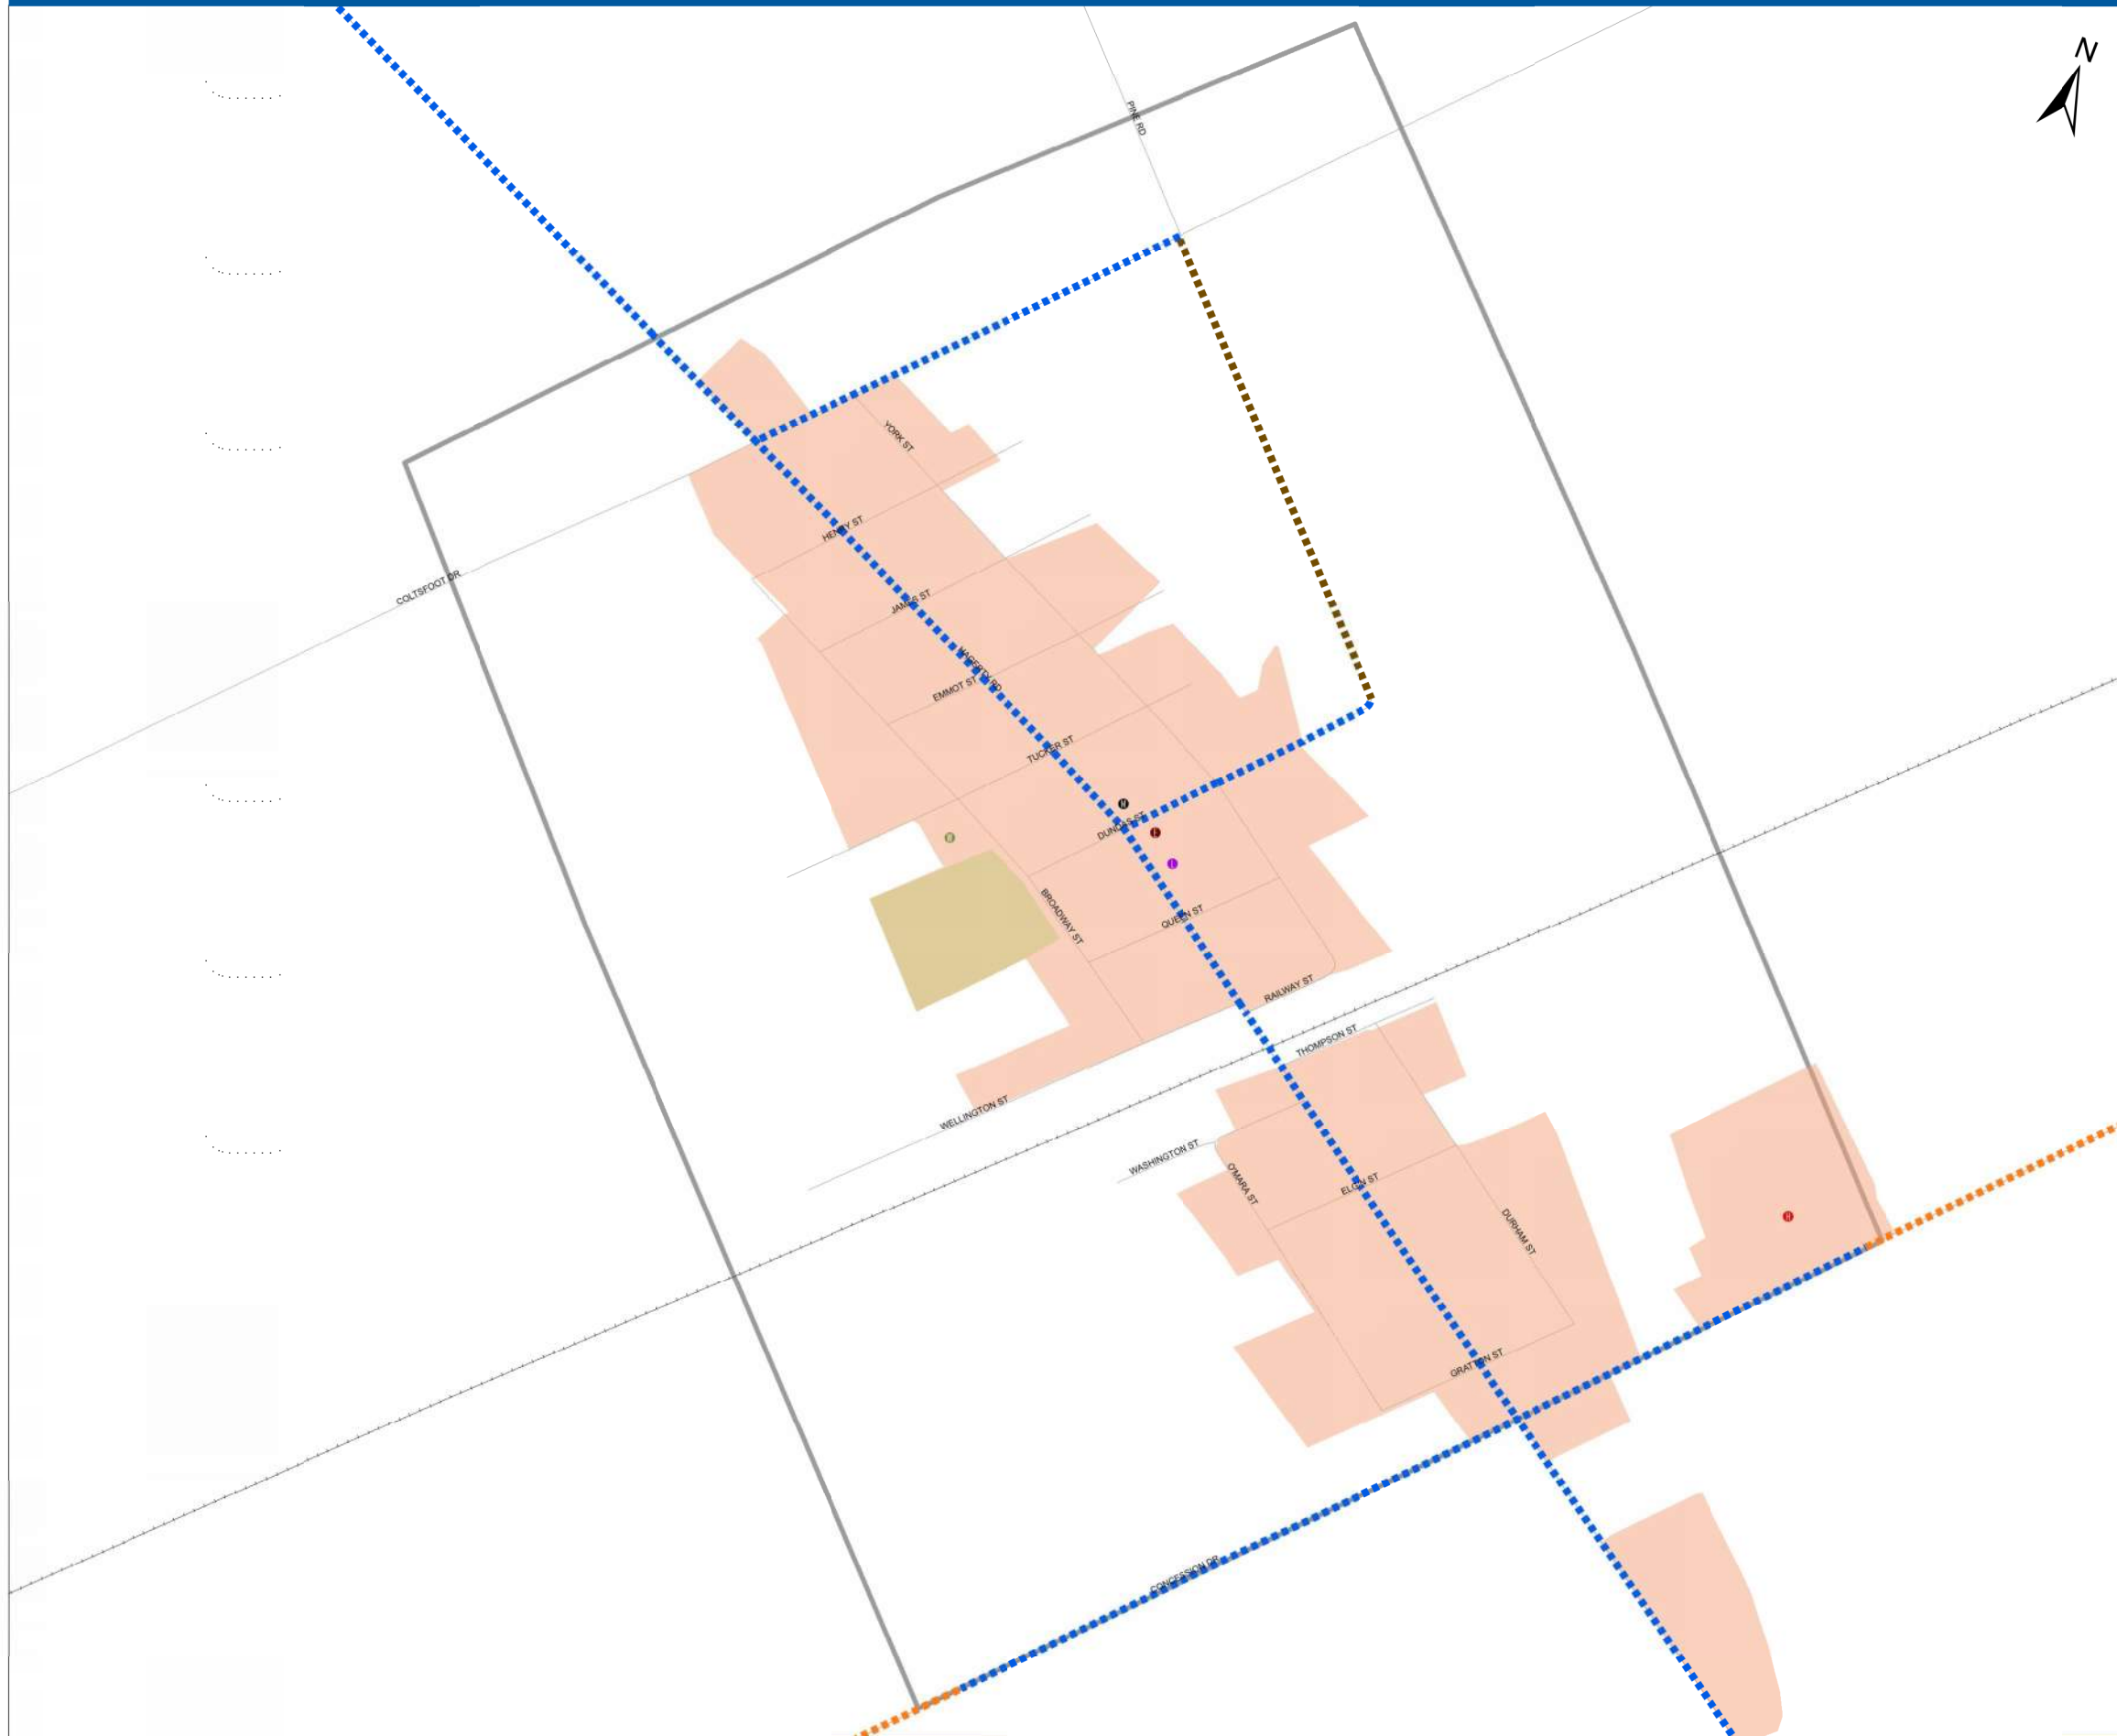 N
PINE RD
YORK ST
HENRY ST
COLTSFOOT DR
JAMES ST
HAGERTY RD
EMMOT ST
TUCKER ST
DUNDAS ST
BROADWAY ST
QUEEN ST
RAILWAY ST
THOMPSON ST
WELLINGTON ST
WASHINGTON ST
O'MARA ST
ELGIN ST
DURHAM ST
GRATTON ST
CONCESSION DR